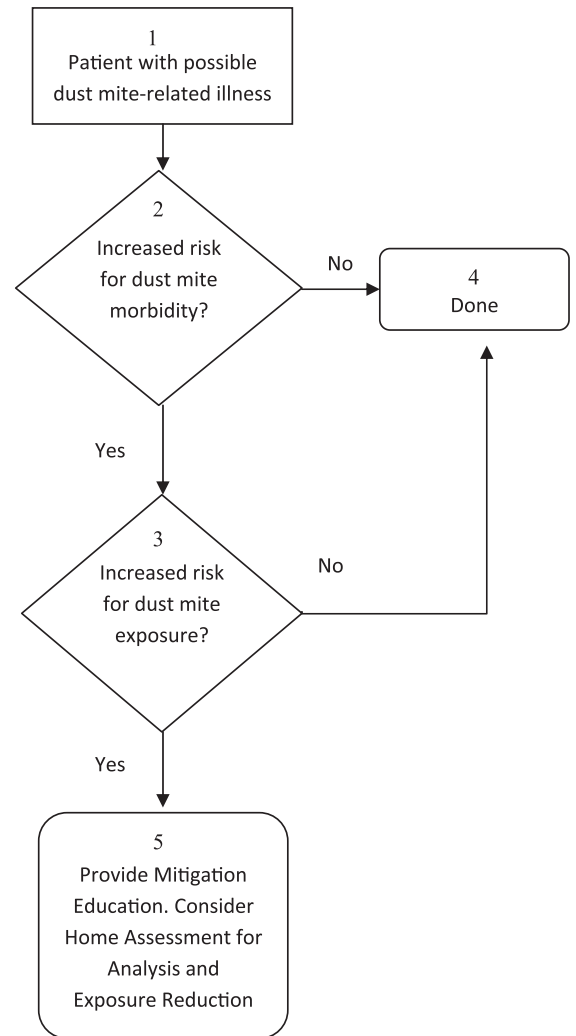 1
Patient with possible
dust mite-related illness
2
Increased risk
for dust mite
morbidity?
No
4
Done
Yes
3
Increased risk
for dust mite
exposure?
No
Yes
5
Provide Mitigation
Education. Consider
Home Assessment for
Analysis and
Exposure Reduction